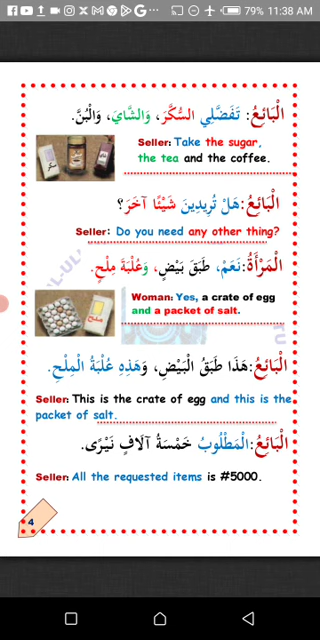 79% 11:38 AM
الْبَائِعُ: تَفَضَّلِي السُّكَّرَ، وَالشَّايَ، وَالْبُنَّ.
Seller: Take the sugar,
the tea and the coffee.
الْبَائِعُ: هَلْ تُرِيدِينَ شَيْئًا آخَرَ؟
Seller: Do you need any other thing?
الْمَرْأَةُ: نَعَمْ، طَبَقَ بَيْضٍ، وَعُلْبَةَ مِلْحٍ.
Woman: Yes, a crate of egg
and a packet of salt.
الْبَائِعُ: هَذَا طَبَقُ الْبَيْضِ، وَهَذِهِ عُلْبَةُ الْمِلْحِ.
Seller: This is the crate of egg and this is the
packet of salt.
الْبَائِعُ: الْمَطْلُوبُ خَمْسَةُ آلَافِ نَيْرَى.
Seller: All the requested items is #5000.
4